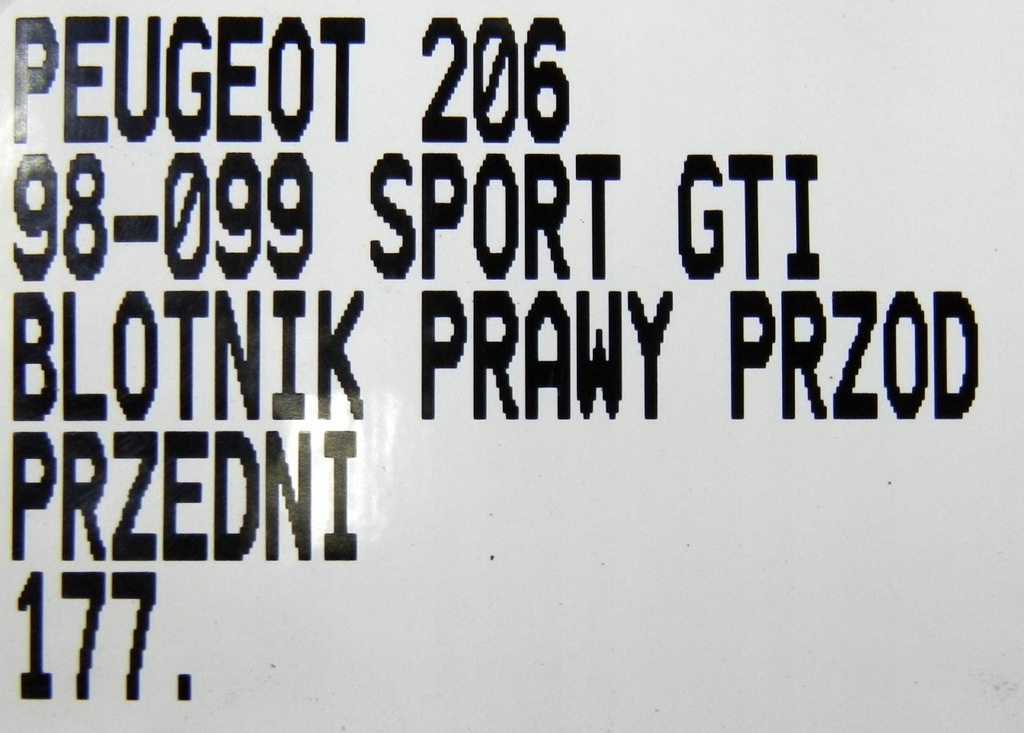 PEUGEOT 206
98-099 SPORT GTI
BLOTNIK PRAWY PRZOD
PRZEDNI
177.